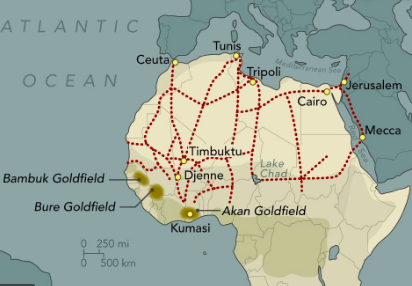 ATLANTIC
OCEAN
Tunis
Ceuta
Mediterranean Sea
Tripoli
Jerusalem
Cairo
Mecca
Timbuktu
Lake
Chad
Djenne
Bambuk Goldfield
Bure Goldfield
Akan Goldfield
Kumasi
0 250 mi
0 500 km